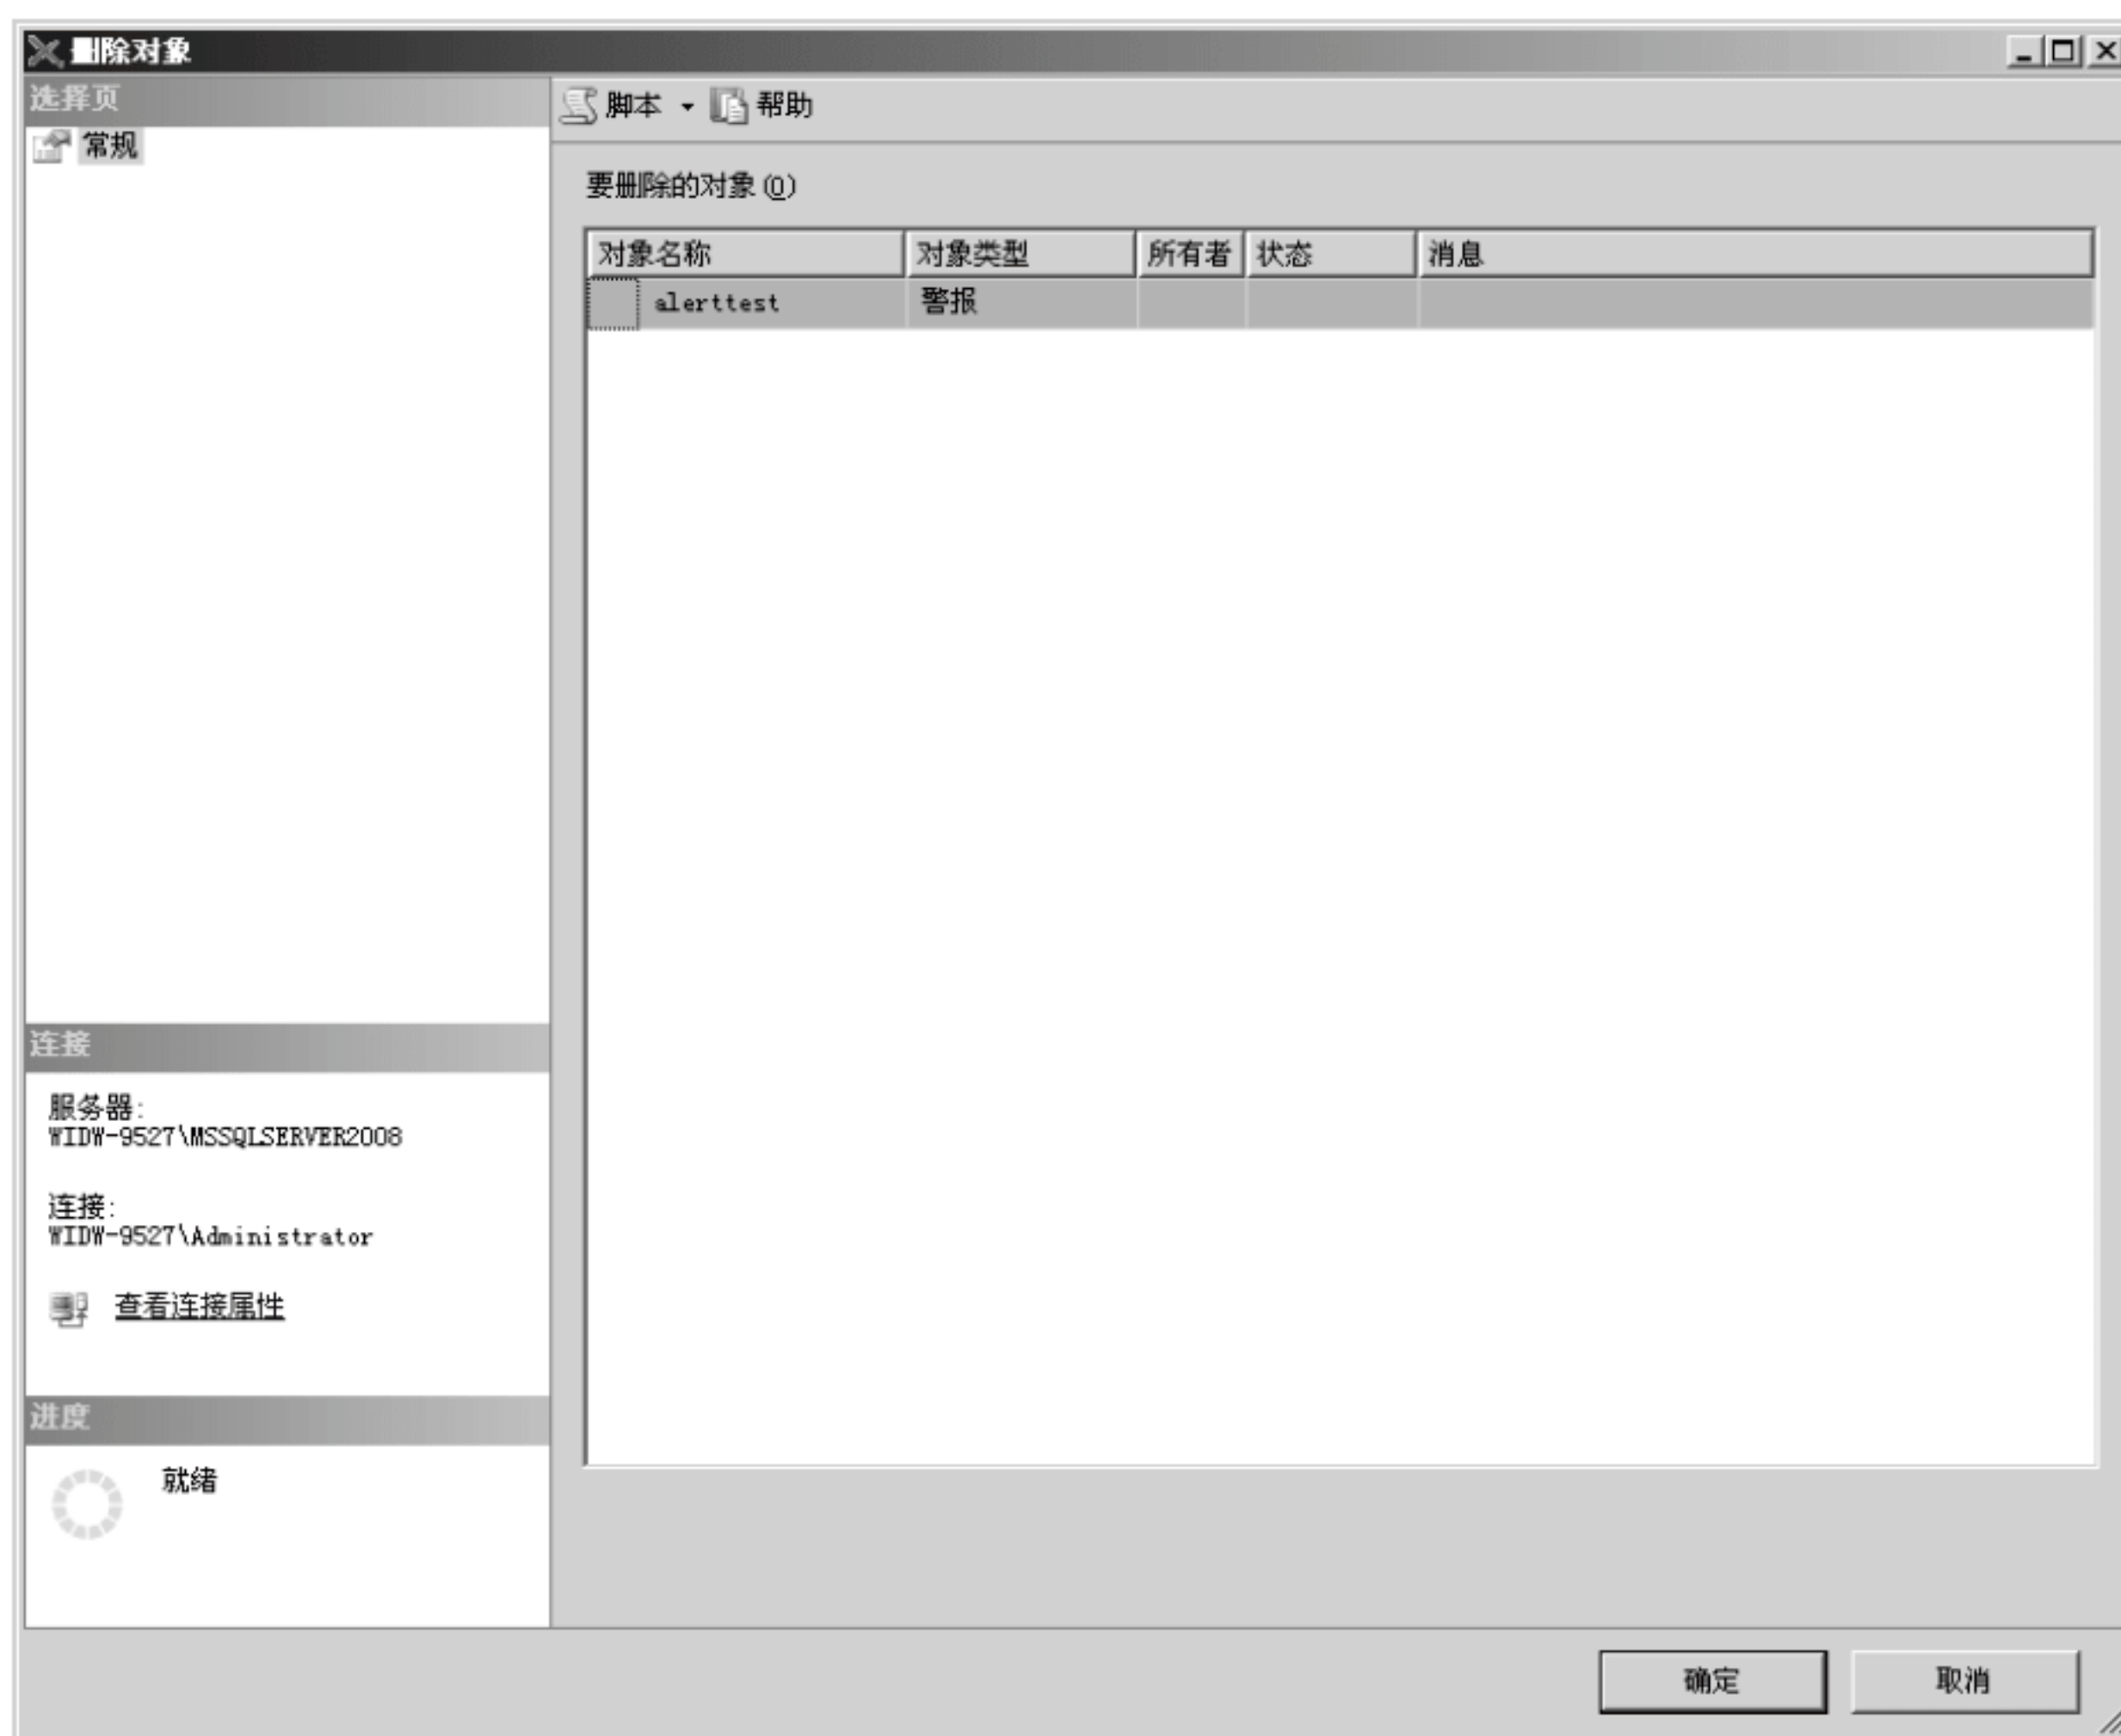 删除对象
选择页
常规
脚本 帮助
要删除的对象(O)
对象名称 对象类型 所有者 状态 消息
alerttest 警报
连接
服务器:
WIDW-9527\MSSQLSERVER2008
连接:
WIDW-9527\Administrator
查看连接属性
进度
就绪
确定 取消